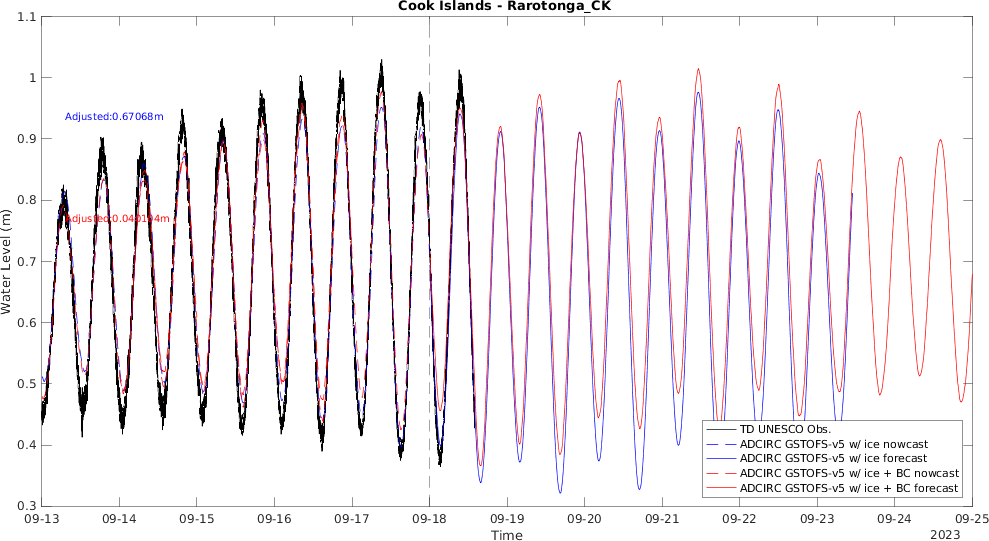 Cook Islands - Rarotonga_CK
1.1
1
0.9
0.8
0.7
0.6
0.5
0.4
0.3
Water Level (m)
Adjusted:0.67068m
TD UNESCO Obs.
ADCIRC GSTOFS-v5 w/ ice nowcast
ADCIRC GSTOFS-v5 w/ ice forecast
ADCIRC GSTOFS-v5 w/ ice + BC nowcast
ADCIRC GSTOFS-v5 w/ ice + BC forecast
09-13 09-14 09-15 09-16 09-17 09-18 09-19 09-20 09-21 09-22 09-23 09-24 09-25
Time
2023